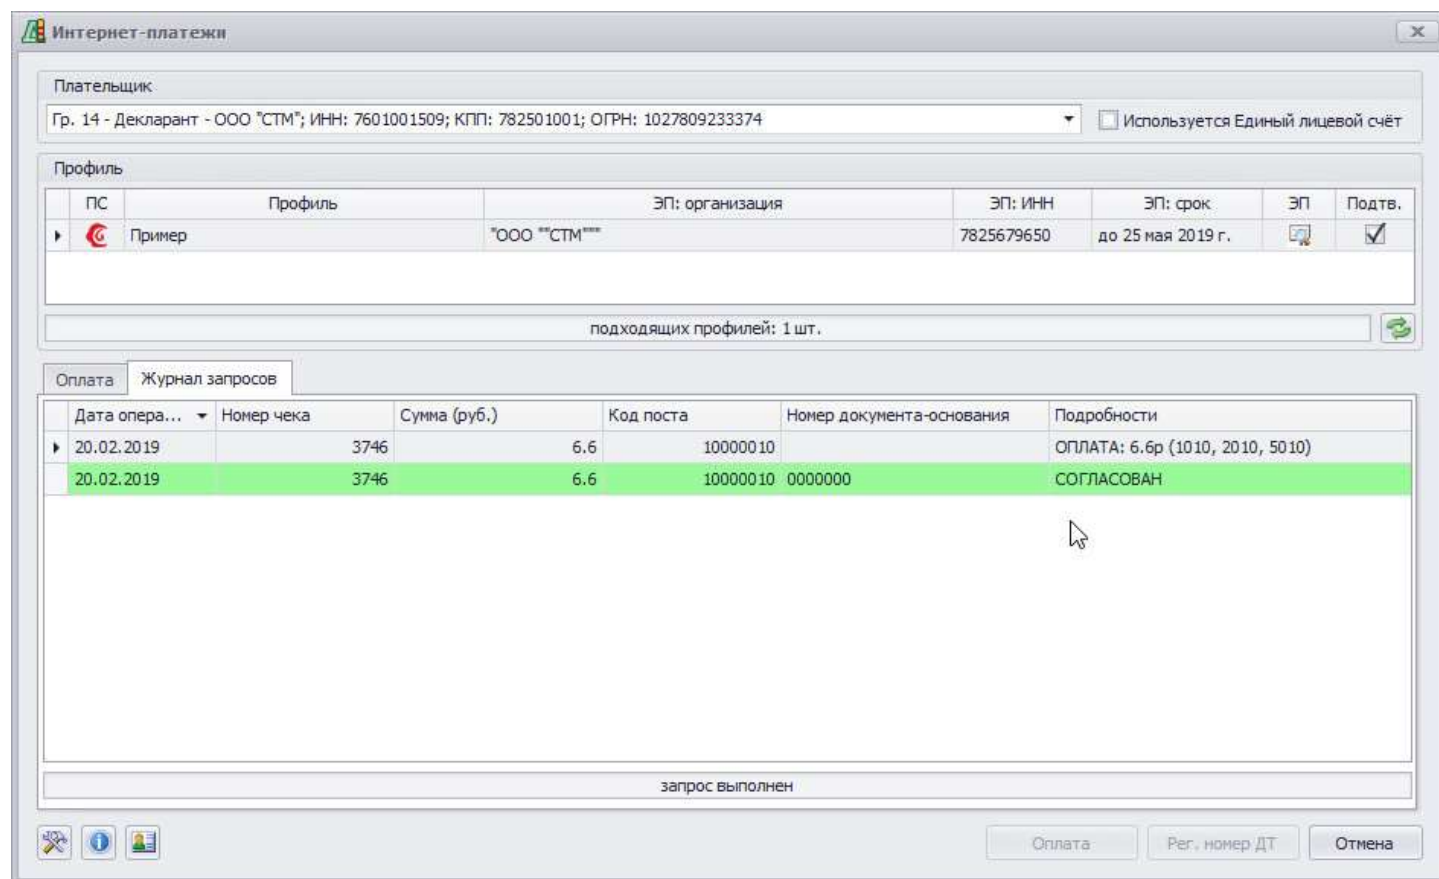 Интернет-платежи
Плательщик
Гр. 14 - Декларант - ООО "СТМ"; ИНН: 7601001509; КПП: 782501001; ОГРН: 1027809233374
Используется Единый лицевой счёт
Профиль
ПС Профиль ЭП: организация ЭП: ИНН ЭП: срок ЭП Подтв.
Пример "ООО ""СТМ""" 7825679650 до 25 мая 2019 г.
подходящих профилей: 1 шт.
Оплата Журнал запросов
Дата опера... Номер чека Сумма (руб.) Код поста Номер документа-основания Подробности
20.02.2019 3746 6.6 10000010 ОПЛАТА: 6.6р (1010, 2010, 5010)
20.02.2019 3746 6.6 10000010 0000000 СОГЛАСОВАН
запрос выполнен
Оплата Рег. номер ДТ Отмена